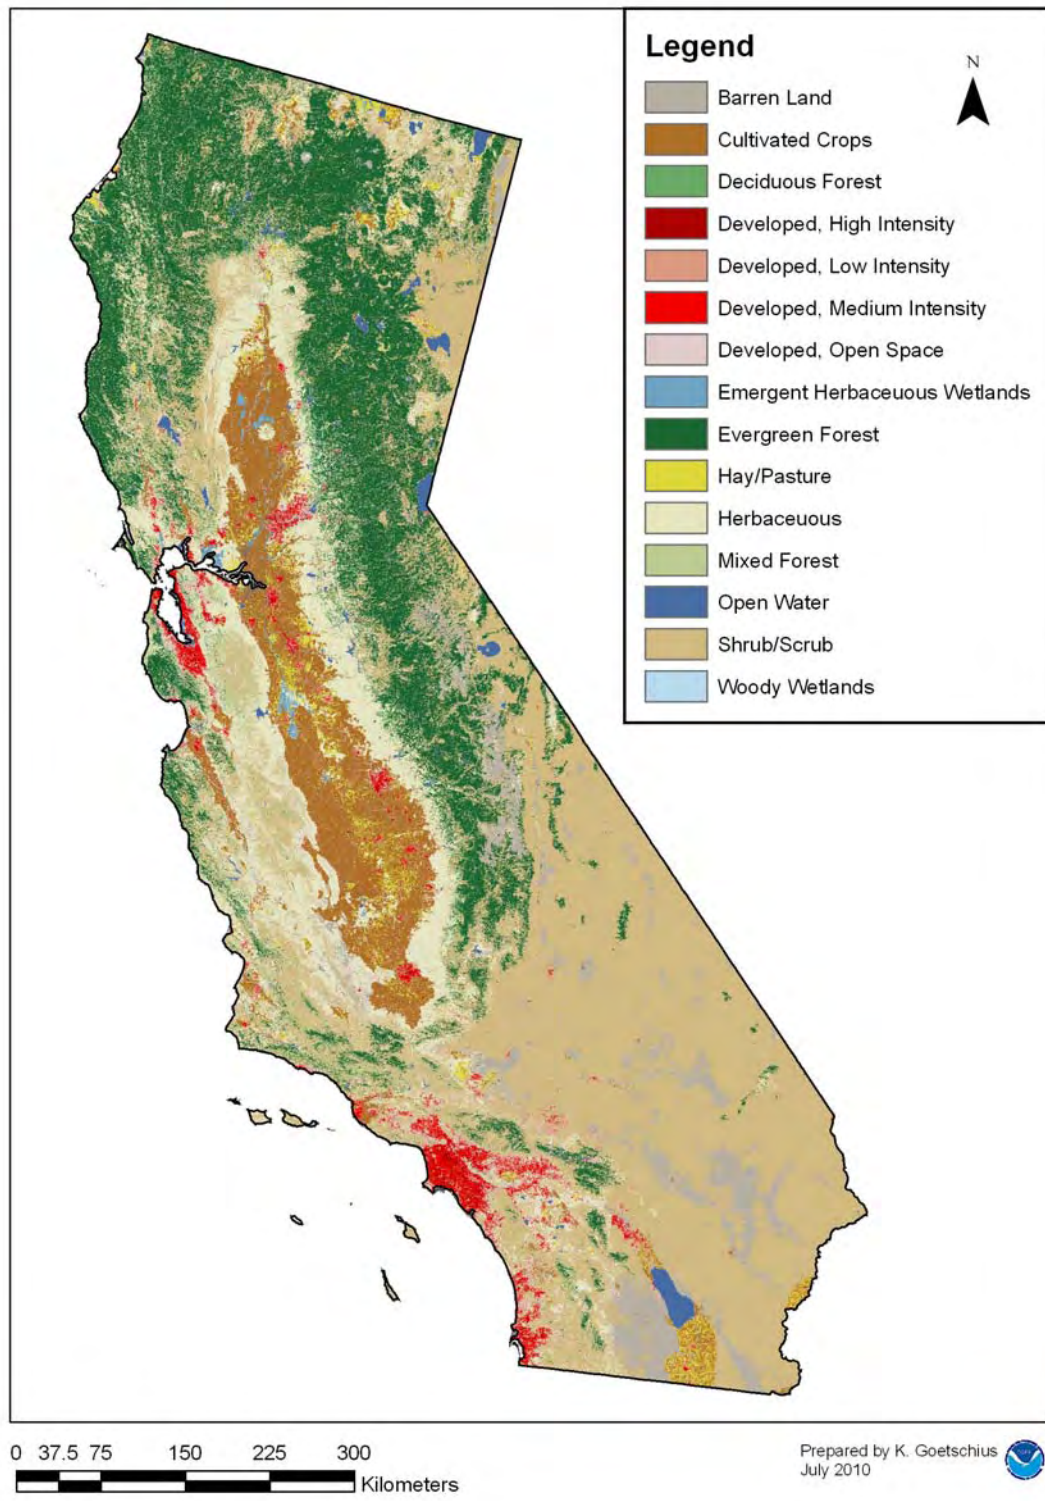 Legend
N
Barren Land
Cultivated Crops
Deciduous Forest
Developed, High Intensity
Developed, Low Intensity
Developed, Medium Intensity
Developed, Open Space
Emergent Herbaceuous Wetlands
Evergreen Forest
Hay/Pasture
Herbaceuous
Mixed Forest
Open Water
Shrub/Scrub
Woody Wetlands
0 37.5 75 150 225 300
Kilometers
Prepared by K. Goetschius
July 2010